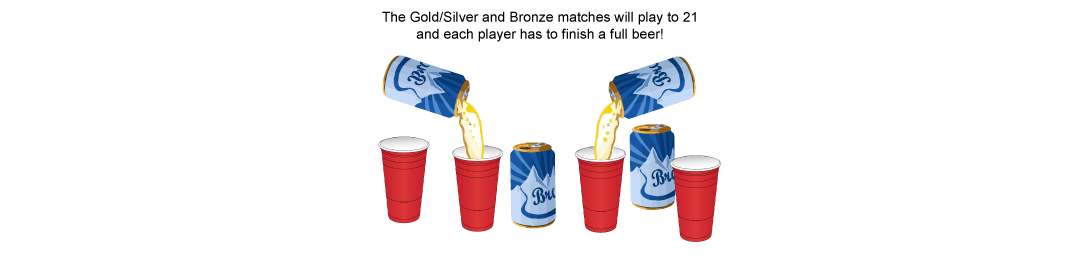 The Gold/Silver and Bronze matches will play to 21
and each player has to finish a full beer!